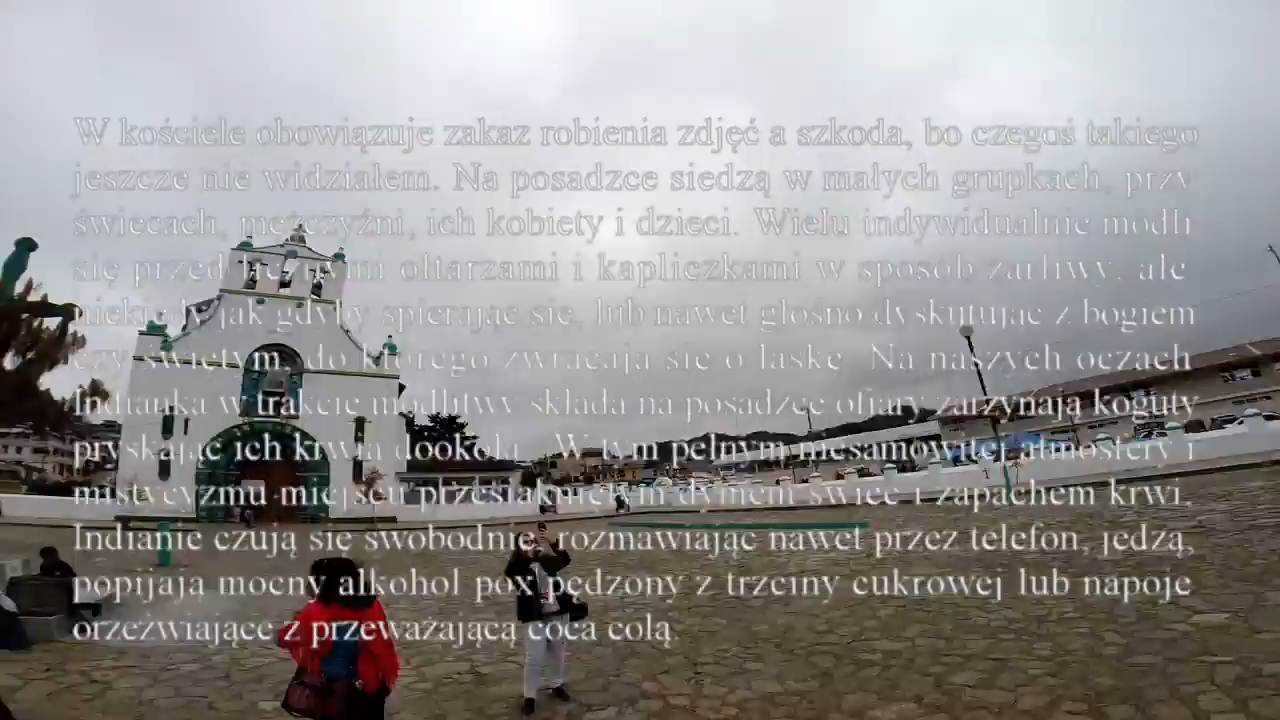 W kościele obowiązuje zakaz robienia zdjęć a szkoda, bo czegoś takiego
jeszcze nie widziałem. Na posadzce siedzą w małych grupkach, przy
świecach, mężczyźni, ich kobiety i dzieci. Wielu indywidualnie modli
się przed licznymi ołtarzami i kapliczkami w sposób żarliwy, ale
niekiedy jak gdyby spierając się, lub nawet głośno dyskutując z bogiem
czy świętym, do którego zwracają się o łaskę. Na naszych oczach
Indianka w trakcie modlitwy składa na posadzce ofiarę zarzynają koguty
pryskając ich krwią dookoła. W tym pełnym niesamowitej atmosfery i
mistycyzmu miejscu przesiąkniętym dymem świec i zapachem krwi,
Indianie czują się swobodnie, rozmawiając nawet przez telefon, jedzą,
popijają mocny alkohol pox pędzony z trzciny cukrowej lub napoje
orzeźwiające z przeważającą coca colą.